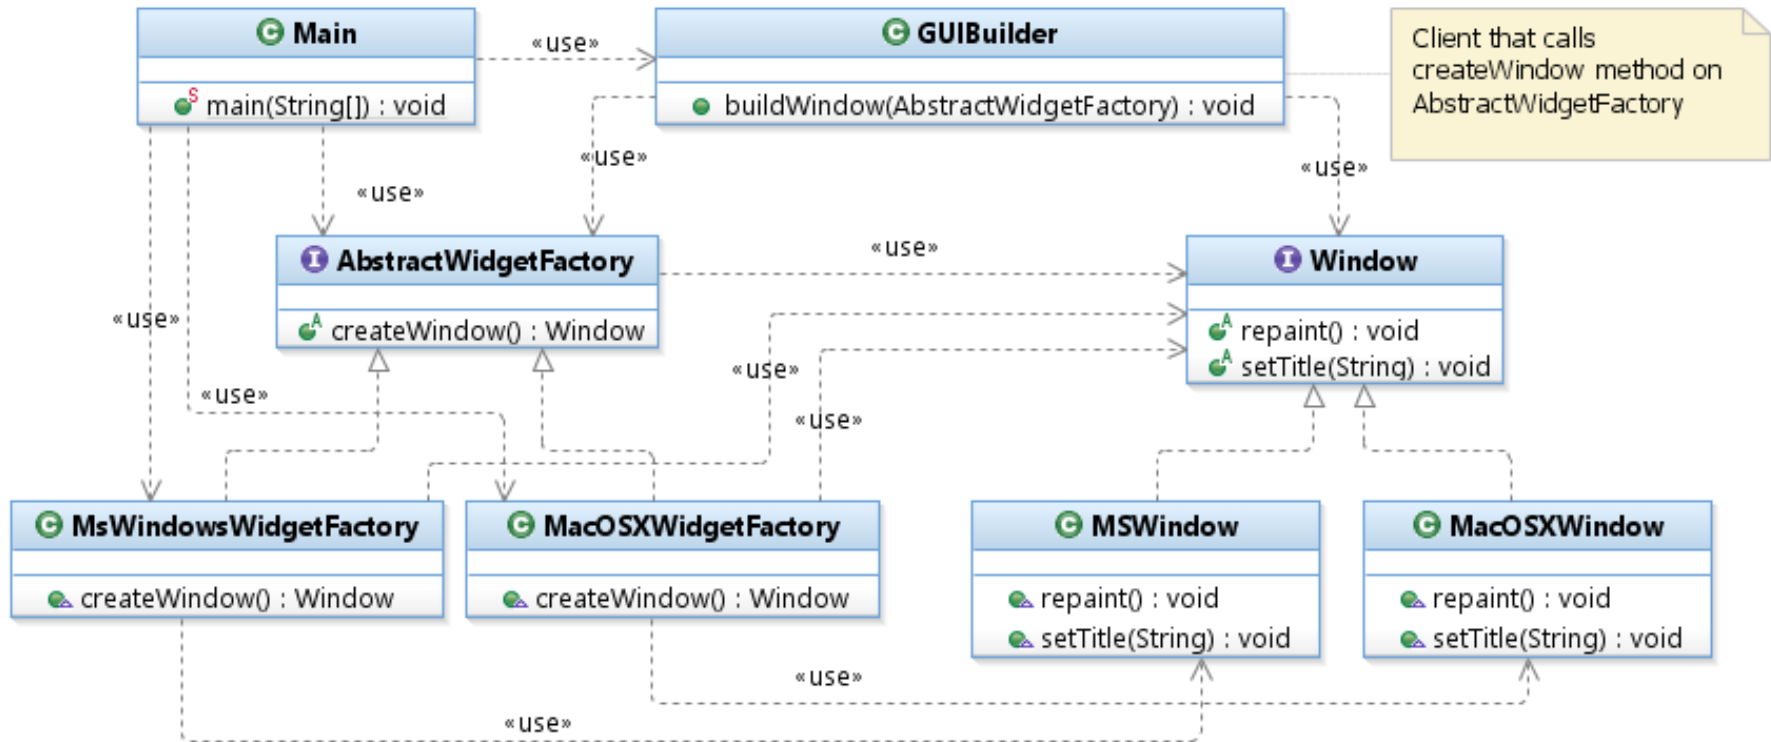 C Main
«use»
C GUIBuilder
Client that calls
createWindow method on
AbstractWidgetFactory
S main(String[]) : void
buildWindow(AbstractWidgetFactory) : void
«use»
«use»
«use»
I AbstractWidgetFactory
«use»
I Window
A createWindow() : Window
A repaint() : void
A setTitle(String) : void
«use»
«use»
«use»
«use»
C MsWindowsWidgetFactory
C MacOSXWidgetFactory
C MSWindow
C MacOSXWindow
createWindow() : Window
createWindow() : Window
repaint() : void
setTitle(String) : void
repaint() : void
setTitle(String) : void
«use»
«use»